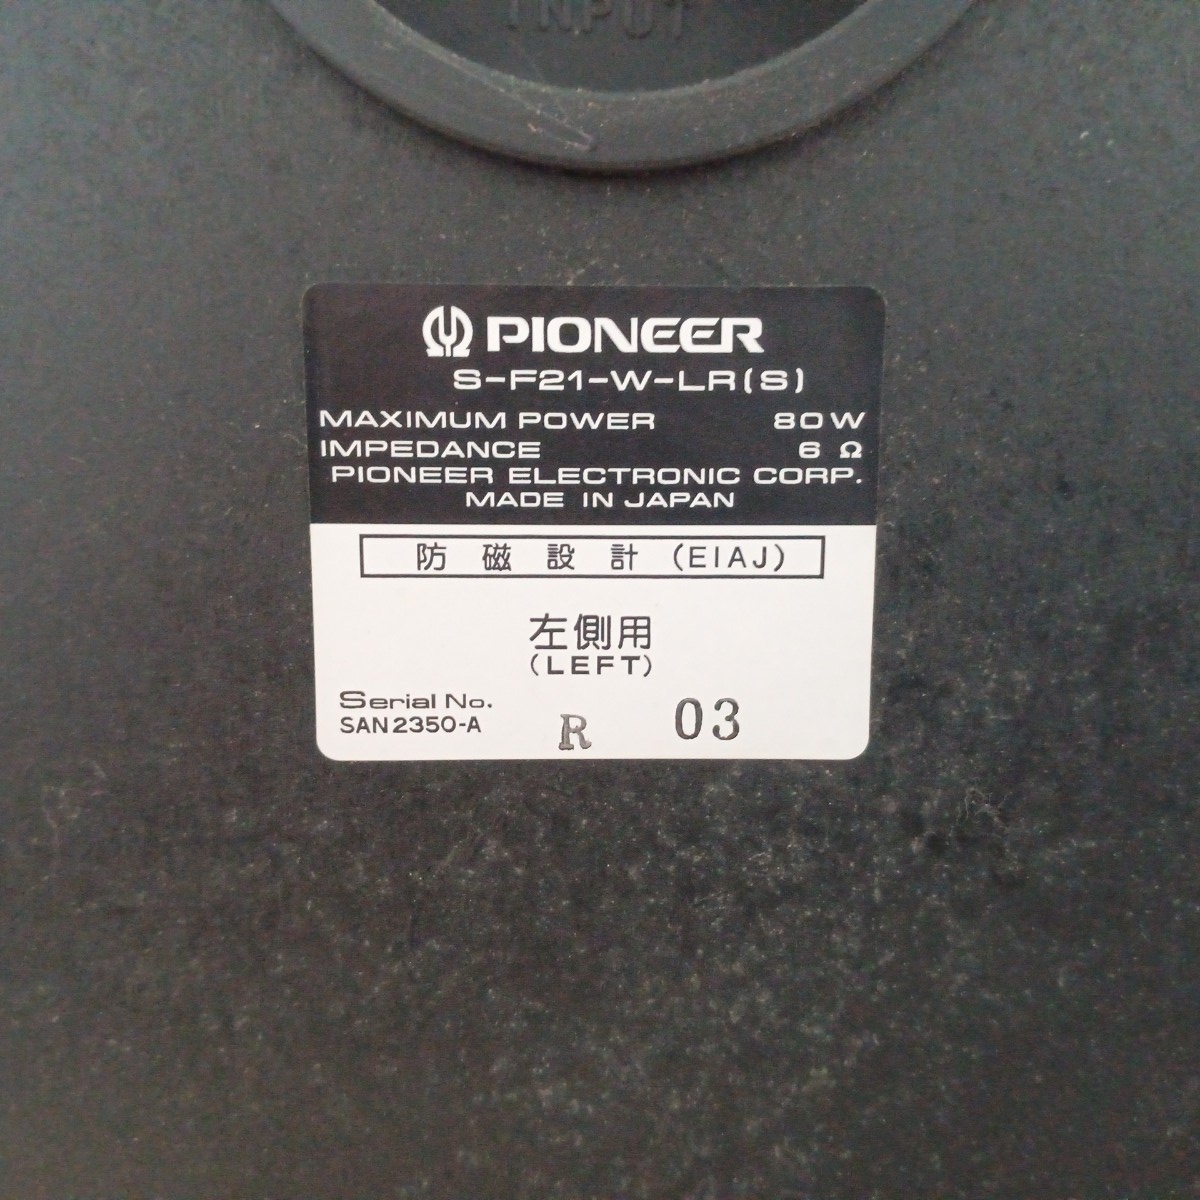 INPUT
PIONEER
S-F21-W-LR(S)
MAXIMUM POWER 80W
IMPEDANCE 6 Ω
PIONEER ELECTRONIC CORP.
MADE IN JAPAN
防磁設計 (EIAJ)
左側用
(LEFT)
Serial No.
SAN2350-A R 03